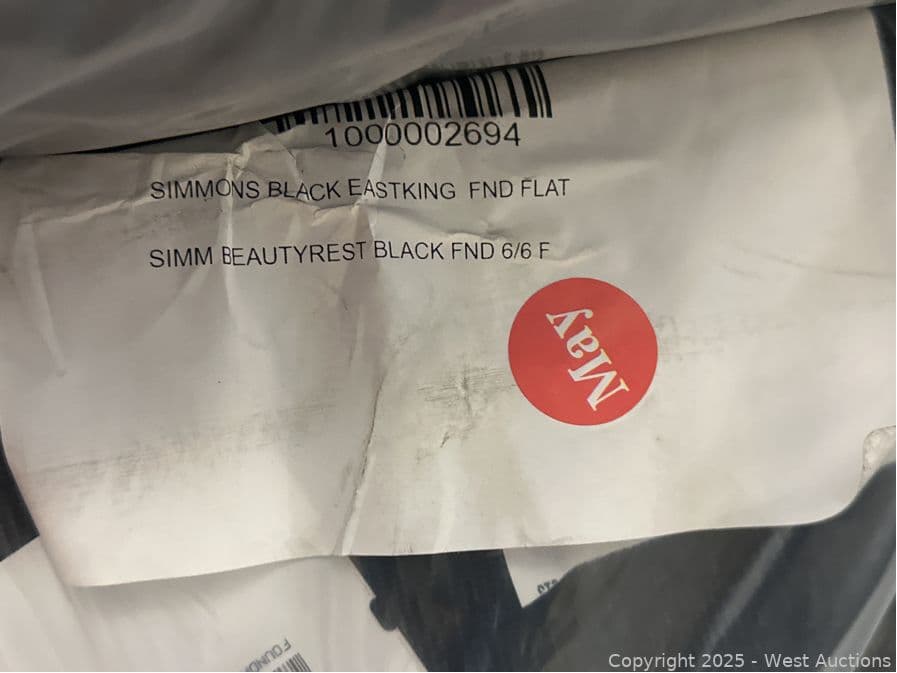 1000002694
SIMMONS BLACK EASTKING FND FLAT
SIMM BEAUTYREST BLACK FND 6/6 F
May
Copyright 2025 - West Auctions